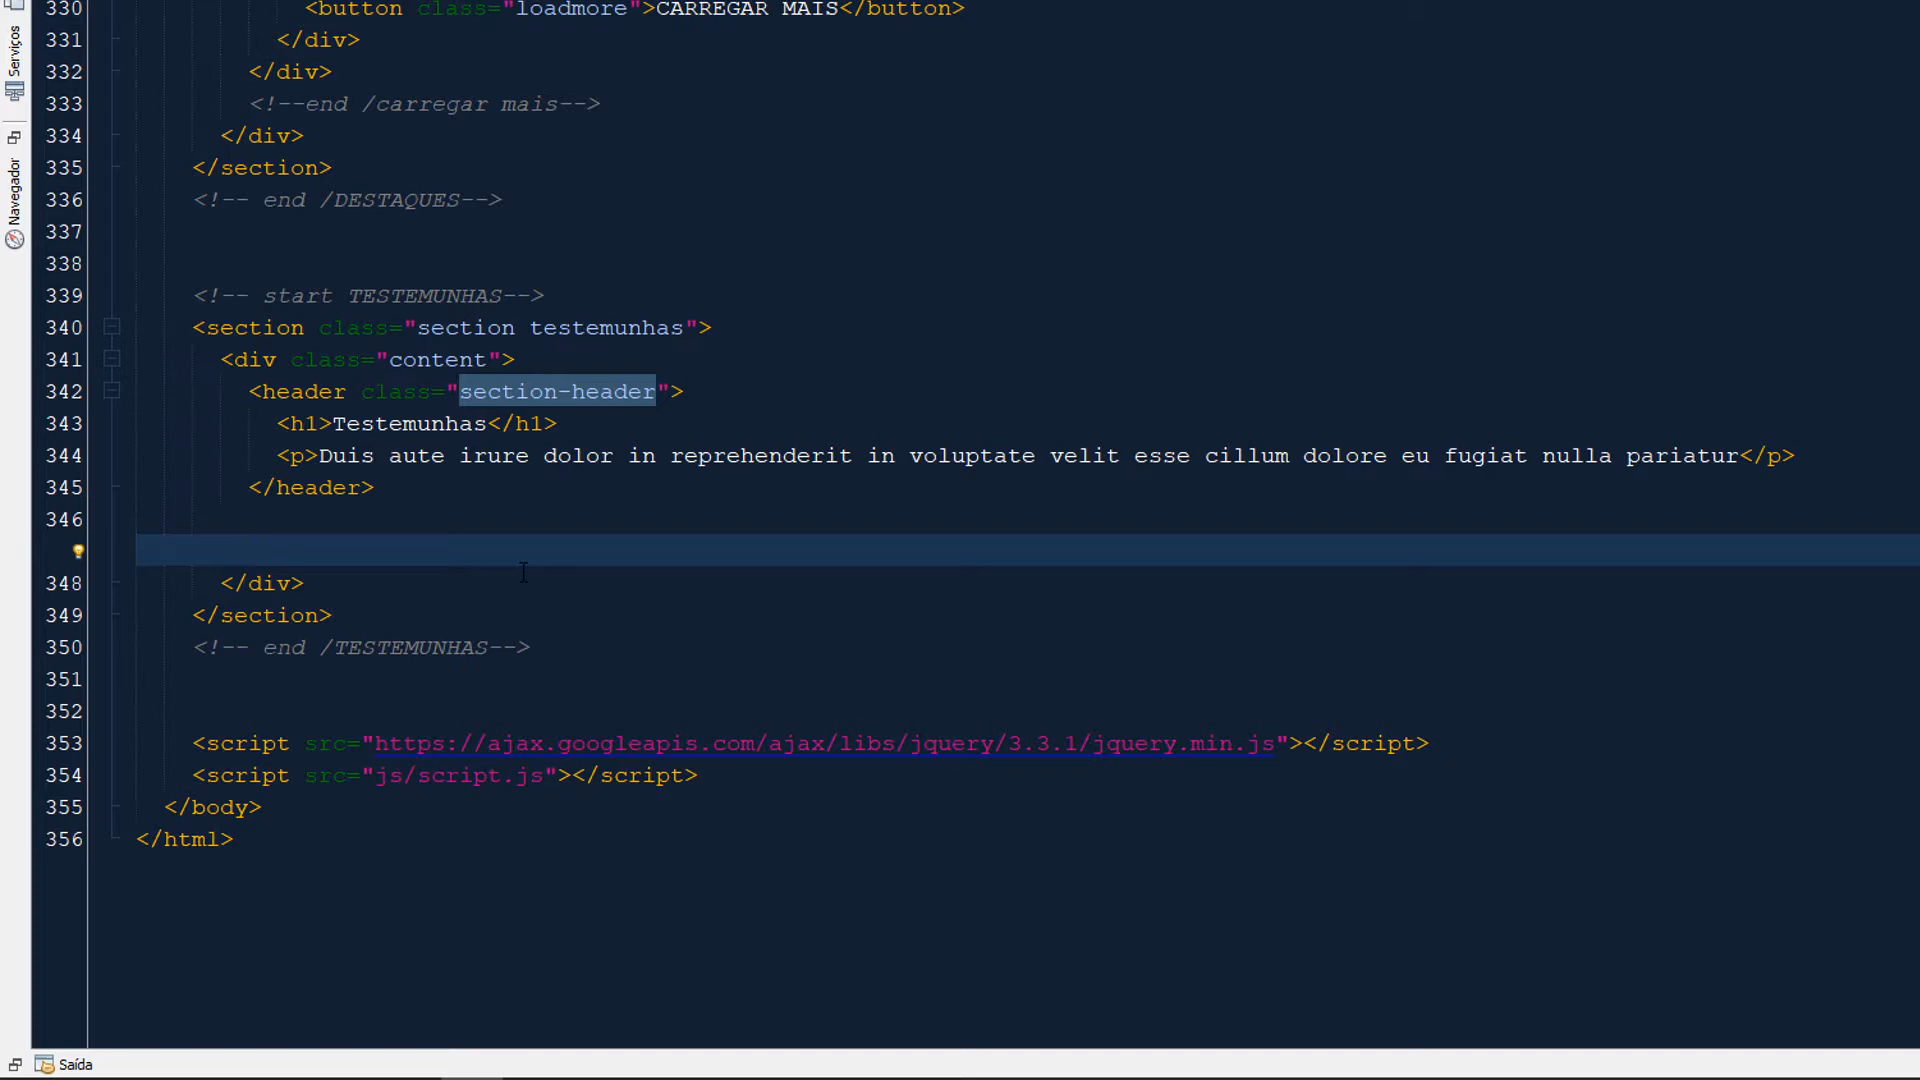 Serviços
Navegador
330 <button class="loadmore">CARREGAR MAIS</button>
331 </div>
332 </div>
333 <!--end /carregar mais-->
334 </div>
335 </section>
336 <!-- end /DESTAQUES-->
337
338
339 <!-- start TESTEMUNHAS-->
340 <section class="section testemunhas">
341 <div class="content">
342 <header class="section-header">
343 <h1>Testemunhas</h1>
344 <p>Duis aute irure dolor in reprehenderit in voluptate velit esse cillum dolore eu fugiat nulla pariatur</p>
345 </header>
346
348 </div>
349 </section>
350 <!-- end /TESTEMUNHAS-->
351
352
353 <script src="https://ajax.googleapis.com/ajax/libs/jquery/3.3.1/jquery.min.js"></script>
354 <script src="js/script.js"></script>
355 </body>
356 </html>
Saída